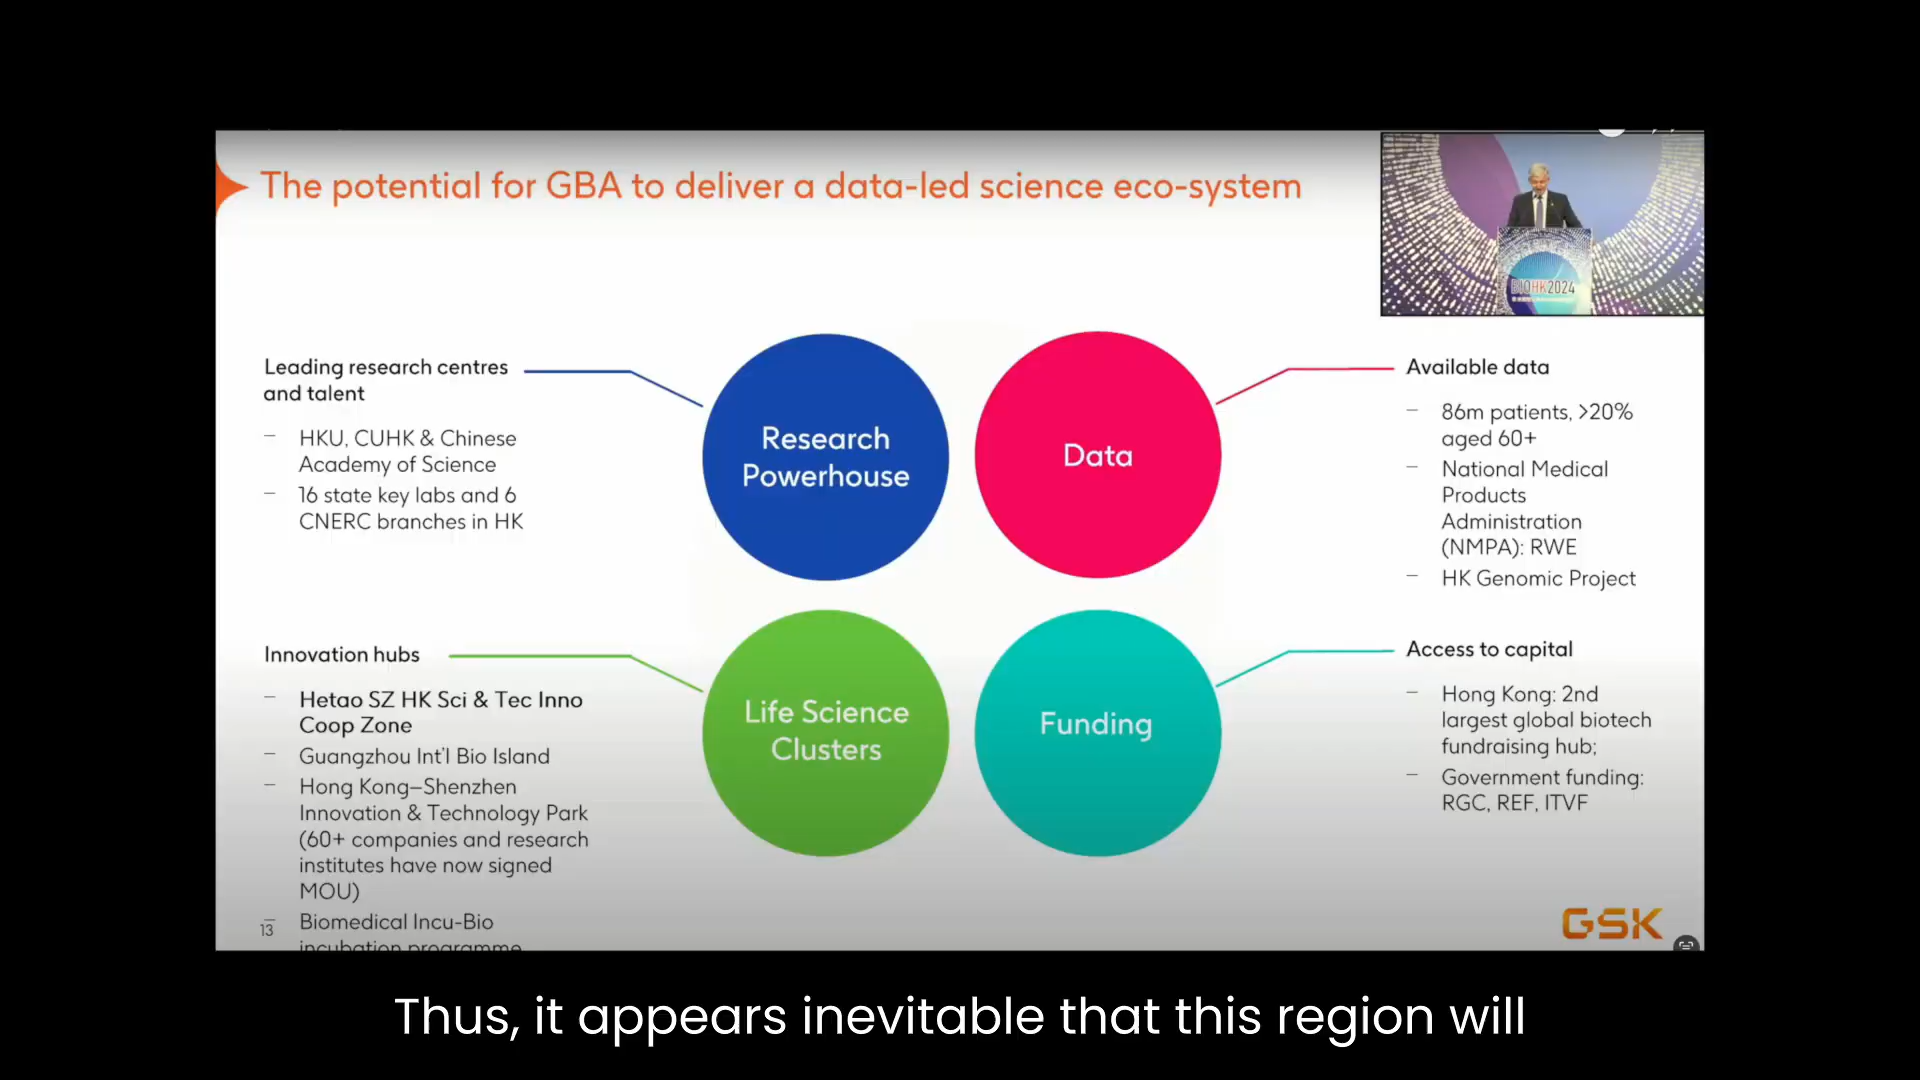 The potential for GBA to deliver a data-led science eco-system
BIOHK2024
Leading research centres
and talent
– HKU, CUHK & Chinese
Academy of Science
– 16 state key labs and 6
CNERC branches in HK
Research
Powerhouse
Data
Available data
– 86m patients, >20%
aged 60+
– National Medical
Products
Administration
(NMPA): RWE
– HK Genomic Project
Innovation hubs
– Hetao SZ HK Sci & Tec Inno
Coop Zone
– Guangzhou Int'l Bio Island
– Hong Kong–Shenzhen
Innovation & Technology Park
(60+ companies and research
institutes have now signed
MOU)
– Biomedical Incu-Bio
incubation programme
Life Science
Clusters
Funding
Access to capital
– Hong Kong: 2nd
largest global biotech
fundraising hub;
– Government funding:
RGC, REF, ITVF
13
GSK
Thus, it appears inevitable that this region will